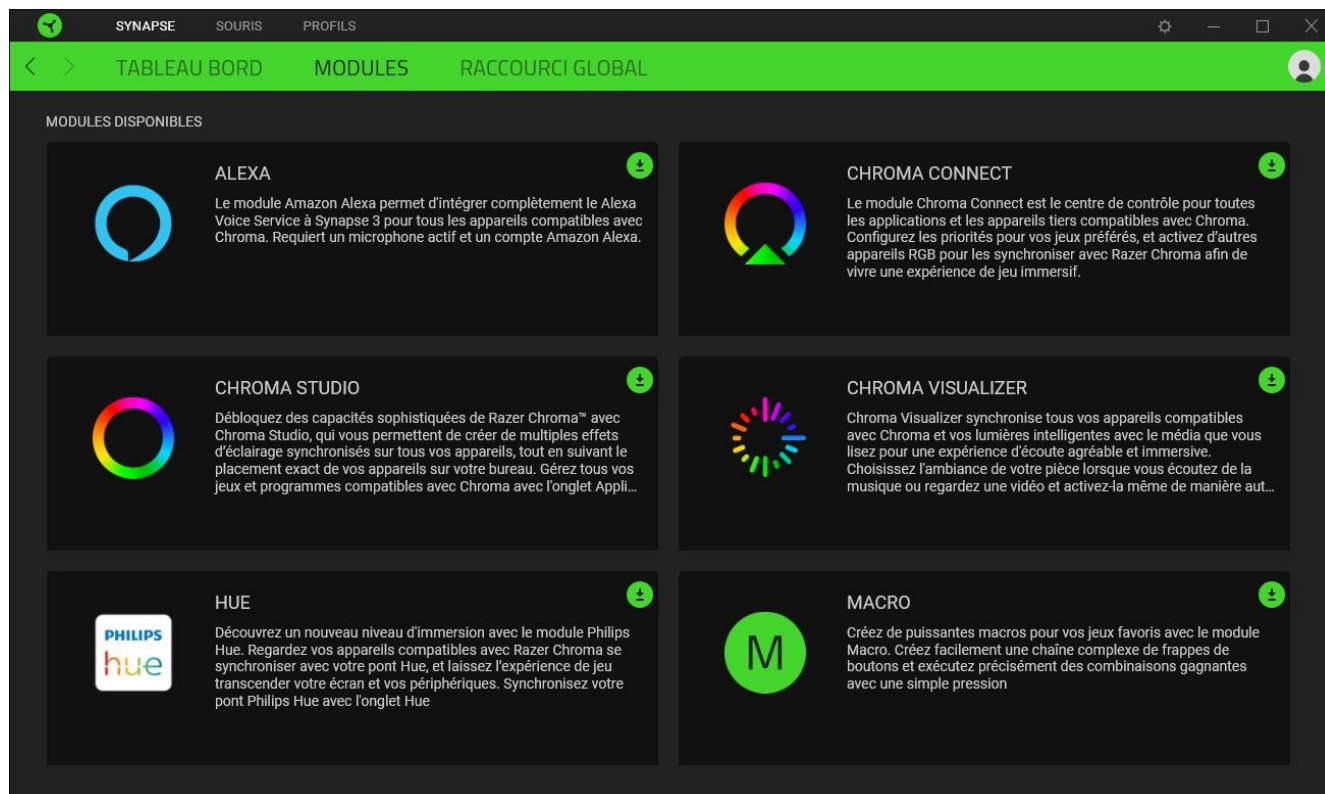 SYNAPSE SOURIS PROFILS
TABLEAU BORD MODULES RACCOURCI GLOBAL
MODULES DISPONIBLES
ALEXA
Le module Amazon Alexa permet d'intégrer complètement le Alexa
Voice Service à Synapse 3 pour tous les appareils compatibles avec
Chroma. Requiert un microphone actif et un compte Amazon Alexa.
CHROMA CONNECT
Le module Chroma Connect est le centre de contrôle pour toutes
les applications et les appareils tiers compatibles avec Chroma.
Configurez les priorités pour vos jeux préférés, et activez d'autres
appareils RGB pour les synchroniser avec Razer Chroma afin de
vivre une expérience de jeu immersif.
CHROMA STUDIO
Débloquez des capacités sophistiquées de Razer Chroma™ avec
Chroma Studio, qui vous permettent de créer de multiples effets
d'éclairage synchronisés sur tous vos appareils, tout en suivant le
placement exact de vos appareils sur votre bureau. Gérez tous vos
jeux et programmes compatibles avec Chroma avec l'onglet Appli...
CHROMA VISUALIZER
Chroma Visualizer synchronise tous vos appareils compatibles
avec Chroma et vos lumières intelligentes avec le média que vous
lisez pour une expérience d'écoute agréable et immersive.
Choisissez l'ambiance de votre pièce lorsque vous écoutez de la
musique ou regardez une vidéo et activez-la même de manière aut...
PHILIPS
hue
HUE
Découvrez un nouveau niveau d'immersion avec le module Philips
Hue. Regardez vos appareils compatibles avec Razer Chroma se
synchroniser avec votre pont Hue, et laissez l'expérience de jeu
transcender votre écran et vos périphériques. Synchronisez votre
pont Philips Hue avec l'onglet Hue
M
MACRO
Créez de puissantes macros pour vos jeux favoris avec le module
Macro. Créez facilement une chaîne complexe de frappes de
boutons et exécutez précisément des combinaisons gagnantes
avec une simple pression